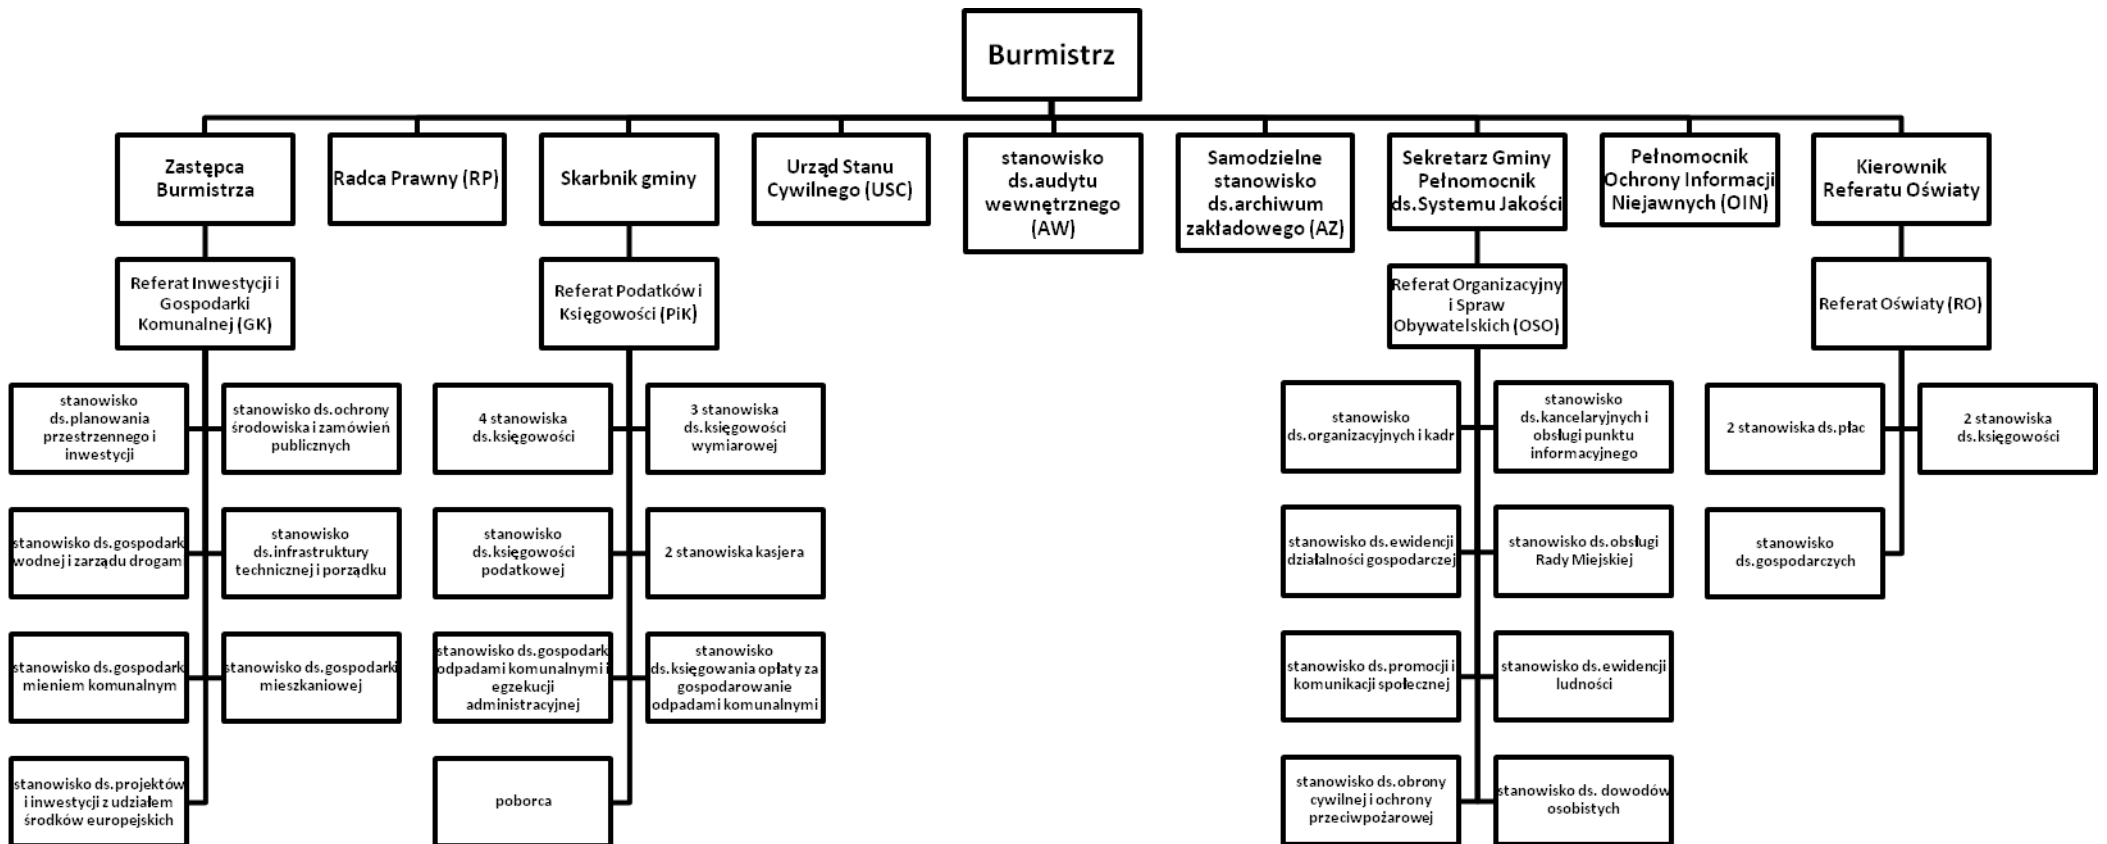 Burmistrz
Zastępca
Burmistrza
Radca Prawny (RP)
Skarbnik gminy
Urząd Stanu
Cywilnego (USC)
stanowisko
ds.audytu
wewnętrznego
(AW)
Samodzielne
stanowisko
ds.archiwum
zakładowego (AZ)
Sekretarz Gminy
Pełnomocnik
ds.Systemu Jakości
Pełnomocnik
Ochrony Informacji
Niejawnych (OIN)
Kierownik
Referatu Oświaty
Referat Inwestycji i
Gospodarki
Komunalnej (GK)
Referat Podatków i
Księgowości (PiK)
Referat Organizacyjny
i Spraw
Obywatelskich (OSO)
Referat Oświaty (RO)
stanowisko
ds.planowania
przestrzennego i
inwestycji
stanowisko ds.ochrony
środowiska i zamówień
publicznych
4 stanowiska
ds.księgowości
3 stanowiska
ds.księgowości
wymiarowej
stanowisko
ds.organizacyjnych i kadr
stanowisko
ds.kancelaryjnych i
obsługi punktu
informacyjnego
2 stanowiska ds.płac
2 stanowiska
ds.księgowości
stanowisko ds.gospodark
wodnej i zarządu drogam
stanowisko
ds.infrastruktury
technicznej i porządku
stanowisko
ds.księgowości
podatkowej
2 stanowiska kasjera
stanowisko ds.ewidencji
działalności gospodarczej
stanowisko ds.obsługi
Rady Miejskiej
stanowisko
ds.gospodarczych
stanowisko ds.gospodark
mieniem komunalnym
stanowisko ds.gospodarki
mieszkaniowej
stanowisko ds.gospodark
odpadami komunalnymi i
egzekucji
administracyjnej
stanowisko
ds.księgowania opłaty za
gospodarowanie
odpadami komunalnymi
stanowisko ds.promocji i
komunikacji społecznej
stanowisko ds.ewidencji
ludności
stanowisko ds.projektów
i inwestycji z udziałem
środków europejskich
poborca
stanowisko ds.obrony
cywilnej i ochrony
przeciwpożarowej
stanowisko ds. dowodów
osobistych